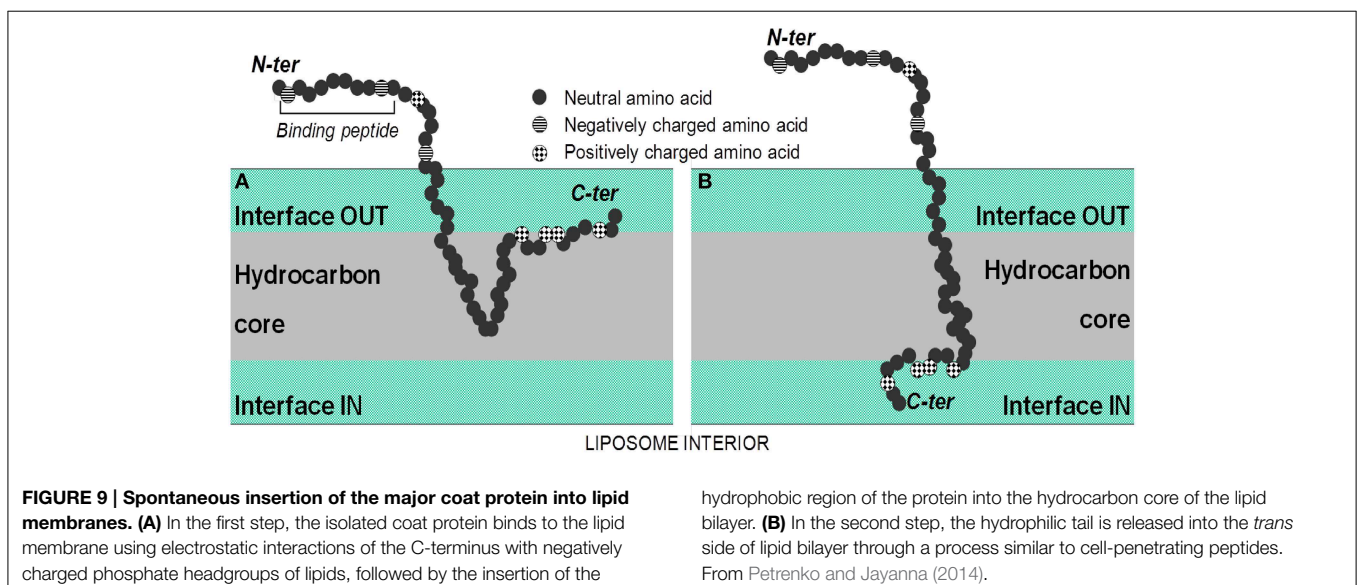 N-ter
Binding peptide
Neutral amino acid
Negatively charged amino acid
Positively charged amino acid
A
Interface OUT
C-ter
Hydrocarbon
core
Interface IN
N-ter
B
Interface OUT
Hydrocarbon
core
C-ter
Interface IN
LIPOSOME INTERIOR
FIGURE 9 | Spontaneous insertion of the major coat protein into lipid
membranes. (A) In the first step, the isolated coat protein binds to the lipid
membrane using electrostatic interactions of the C-terminus with negatively
charged phosphate headgroups of lipids, followed by the insertion of the
hydrophobic region of the protein into the hydrocarbon core of the lipid
bilayer. (B) In the second step, the hydrophilic tail is released into the trans
side of lipid bilayer through a process similar to cell-penetrating peptides.
From Petrenko and Jayanna (2014).